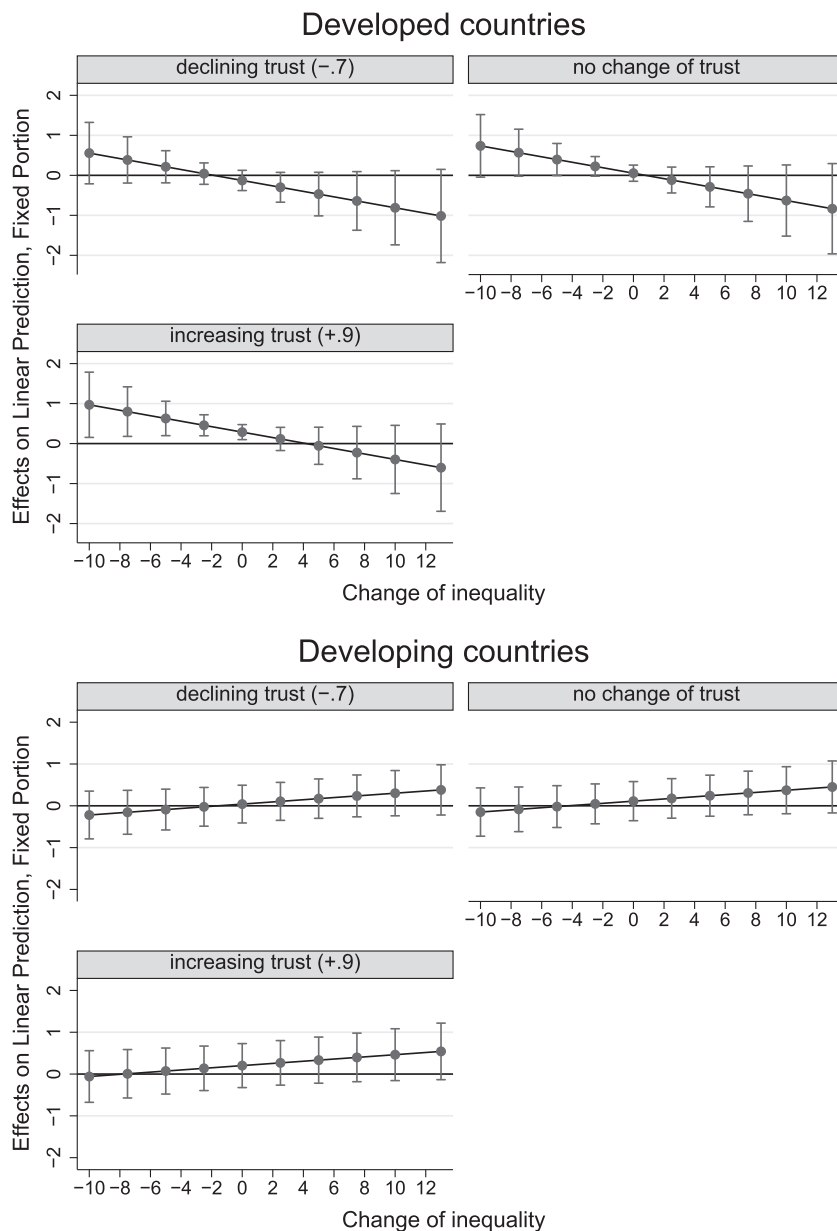 Developed countries
declining trust (−.7)
no change of trust
2
1
0
−1
−2
−10 −8 −6 −4 −2 0 2 4 6 8 10 12
increasing trust (+.9)
2
1
0
−1
−2
−10 −8 −6 −4 −2 0 2 4 6 8 10 12
Effects on Linear Prediction, Fixed Portion
Change of inequality
Developing countries
declining trust (−.7)
no change of trust
2
1
0
−1
−2
−10 −8 −6 −4 −2 0 2 4 6 8 10 12
increasing trust (+.9)
2
1
0
−1
−2
−10 −8 −6 −4 −2 0 2 4 6 8 10 12
Effects on Linear Prediction, Fixed Portion
Change of inequality